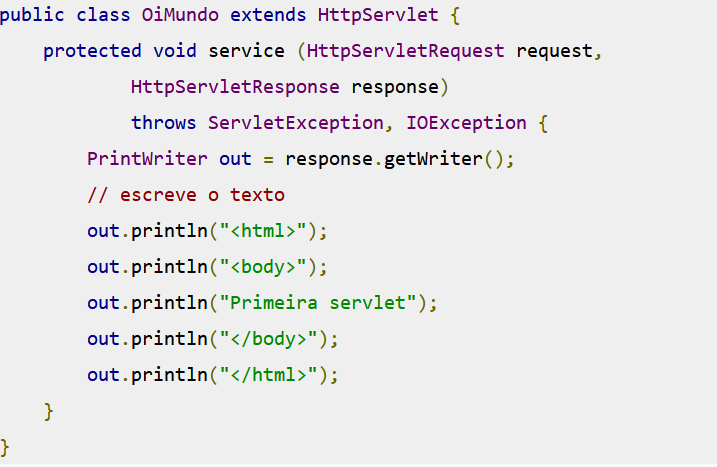 public class OiMundo extends HttpServlet {
    protected void service (HttpServletRequest request,
            HttpServletResponse response)
            throws ServletException, IOException {
        PrintWriter out = response.getWriter();
        // escreve o texto
        out.println("<html>");
        out.println("<body>");
        out.println("Primeira servlet");
        out.println("</body>");
        out.println("</html>");
    }
}